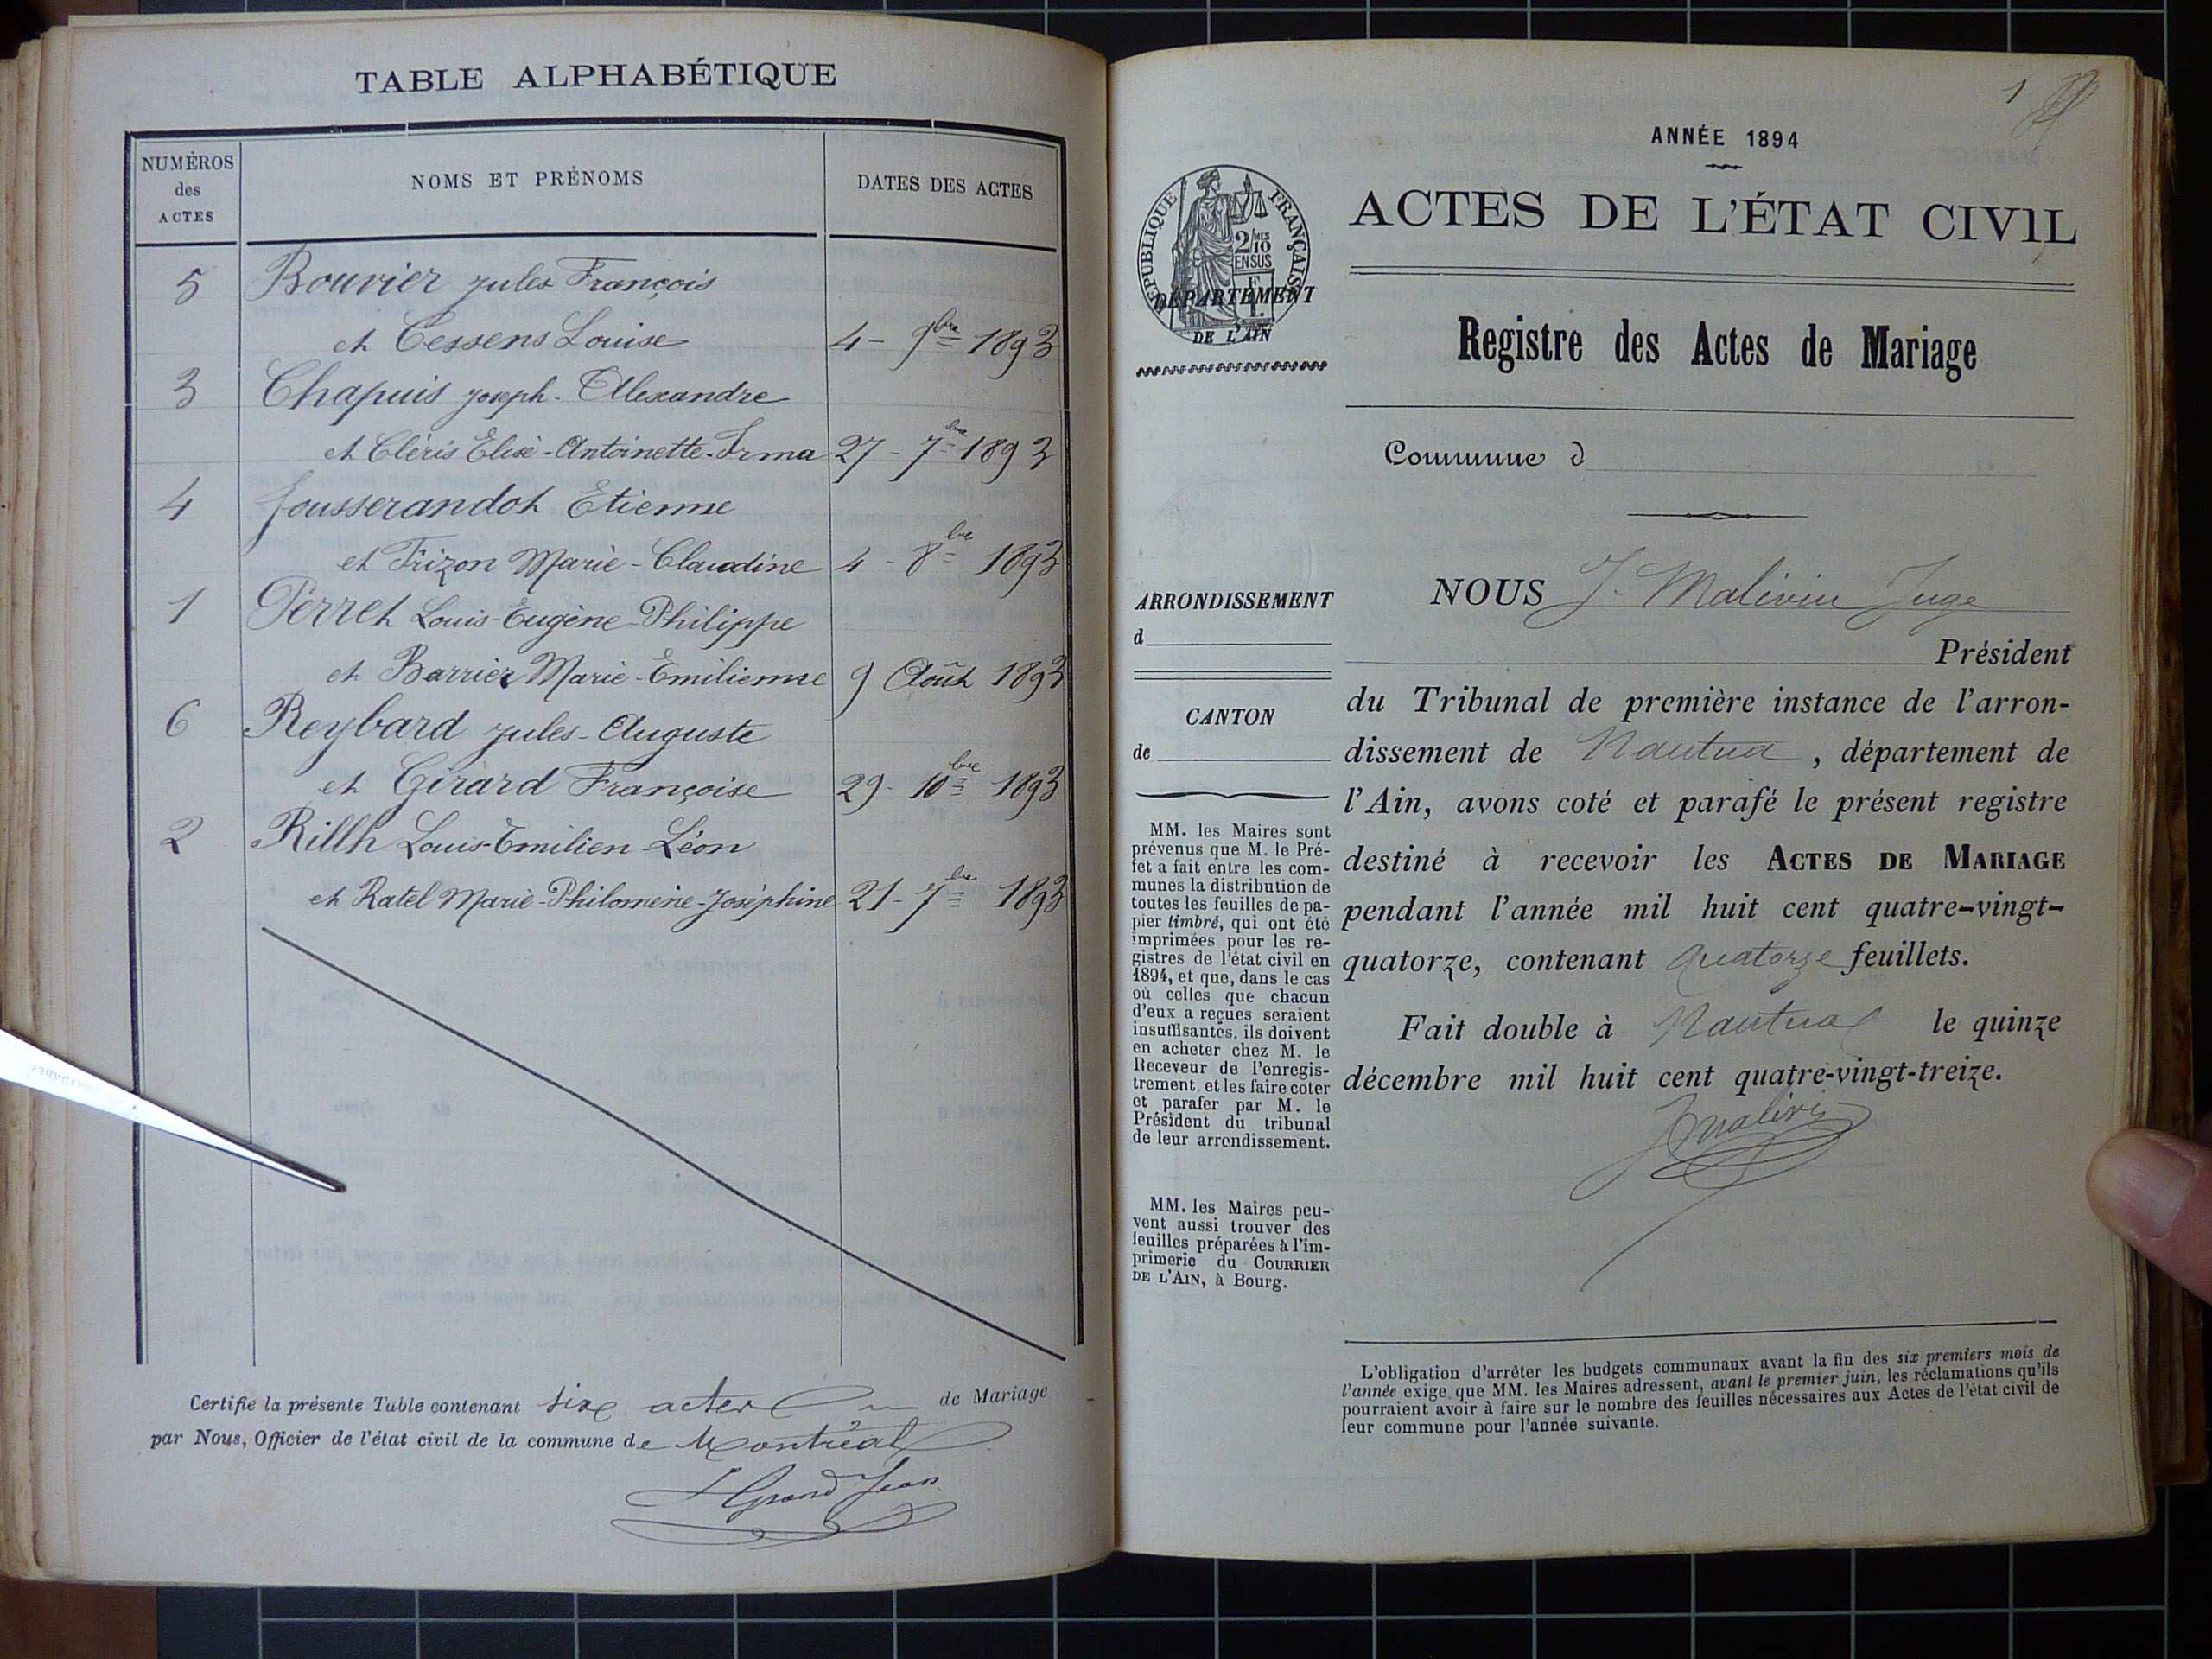 TABLE ALPHABÉTIQUE
NUMÉROS
des
ACTES
NOMS ET PRÉNOMS
DATES DES ACTES
5 Bouvier Jules François
et Cessens Louise 4 - 9bre 1893
3 Chapuis Joseph - Alexandre
et Cléris Elise - Antoinette - Irma 27 - 7bre 1893
4 Jousserandot Etienne
et Frizon Marie - Claudine 4 - 8bre 1893
1 Perret Louis - Eugène - Philippe
et Barrier Marie - Emilienne 9 Août 1893
6 Reybard Jules - Auguste
et Girard Françoise 29 - 10bre 1893
2 Rillh Louis - Emilien - Léon
et Ratel Marie - Philomène - Joséphine 21 - 7bre 1893
Certifie la présente Table contenant six actes de Mariage
par Nous, Officier de l'état civil de la commune de Montréal
Grand Jean
1
ANNÉE 1894
ACTES DE L'ÉTAT CIVIL
RÉPUBLIQUE FRANÇAISE
2/MES
10
EN SUS
DÉPARTEMENT
DE L'AIN
Registre des Actes de Mariage
Commune d
ARRONDISSEMENT
d
CANTON
de
MM. les Maires sont
prévenus que M. le Pré-
fet a fait entre les com-
munes la distribution de
toutes les feuilles de pa-
pier timbré, qui ont été
imprimées pour les re-
gistres de l'état civil en
1894, et que, dans le cas
où celles que chacun
d'eux a reçues seraient
insuffisantes, ils doivent
en acheter chez M. le
Receveur de l'enregis-
trement et les faire coter
et parafer par M. le
Président du tribunal
de leur arrondissement.
MM. les Maires peu-
vent aussi trouver des
feuilles préparées à l'im-
primerie du COURRIER
DE L'AIN, à Bourg.
NOUS J. Malivin Juge
Président
du Tribunal de première instance de l'arron-
dissement de Nantua, département de
l'Ain, avons coté et parafé le présent registre
destiné à recevoir les ACTES DE MARIAGE
pendant l'année mil huit cent quatre-vingt-
quatorze, contenant quatorze feuillets.
Fait double à Nantua le quinze
décembre mil huit cent quatre-vingt-treize.
J Malivin
L'obligation d'arrêter les budgets communaux avant la fin des six premiers mois de
l'année exige que MM. les Maires adressent, avant le premier juin, les réclamations qu'ils
pourraient avoir à faire sur le nombre des feuilles nécessaires aux Actes de l'état civil de
leur commune pour l'année suivante.